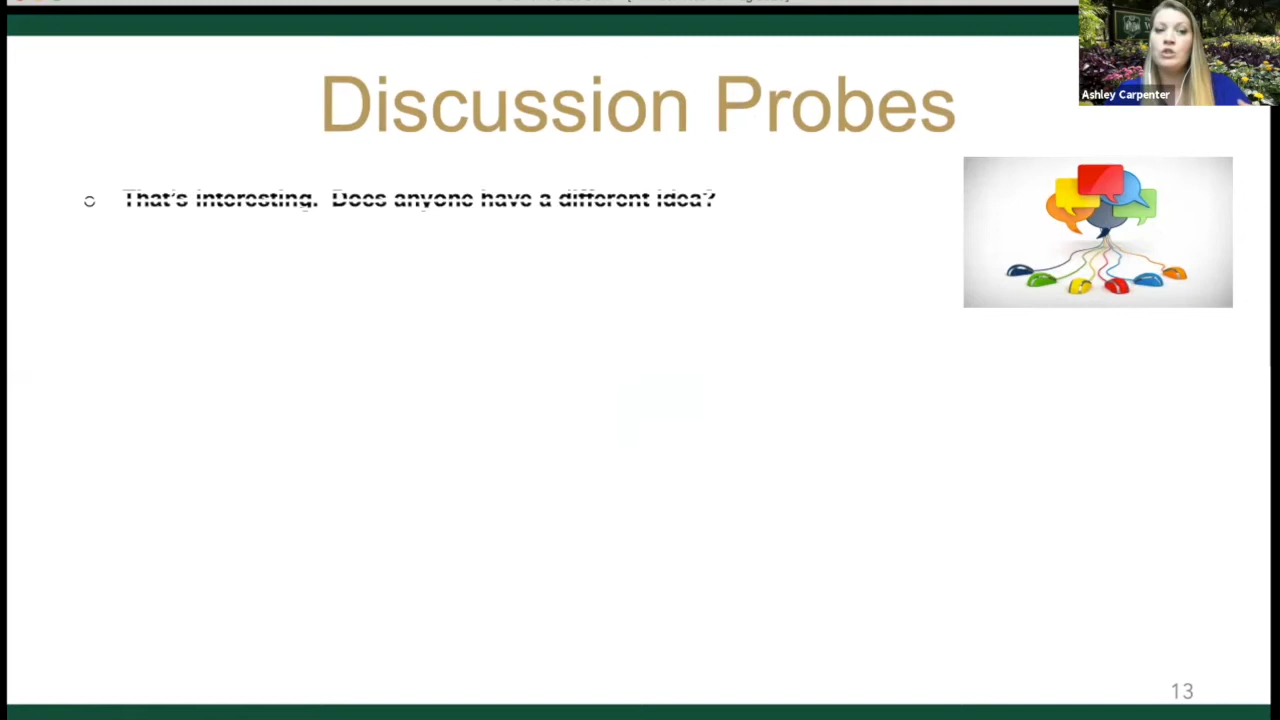 Discussion Probes
Ashley Carpenter
○ That's interesting. Does anyone have a different idea?
13